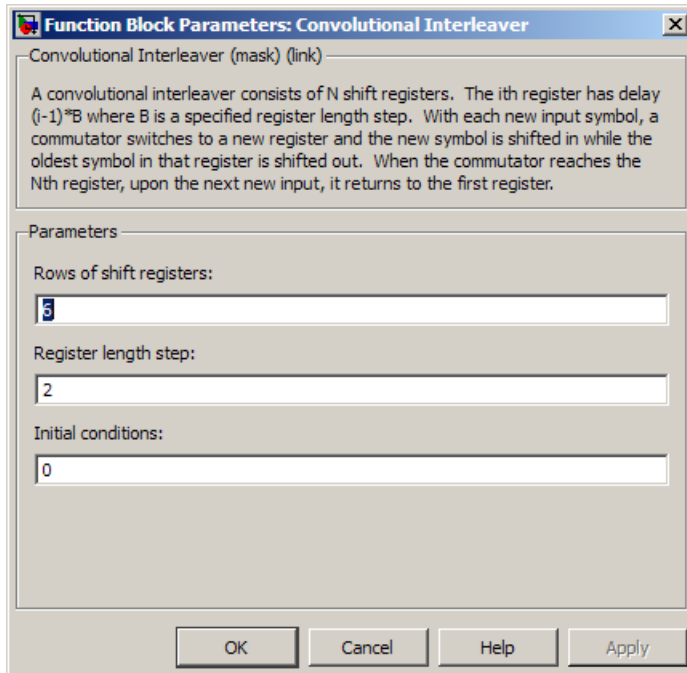 Function Block Parameters: Convolutional Interleaver
Convolutional Interleaver (mask) (link)
A convolutional interleaver consists of N shift registers.  The ith register has delay
(i-1)*B where B is a specified register length step.  With each new input symbol, a
commutator switches to a new register and the new symbol is shifted in while the
oldest symbol in that register is shifted out.  When the commutator reaches the
Nth register, upon the next new input, it returns to the first register.
Parameters
Rows of shift registers:
6
Register length step:
2
Initial conditions:
0
OK Cancel Help Apply